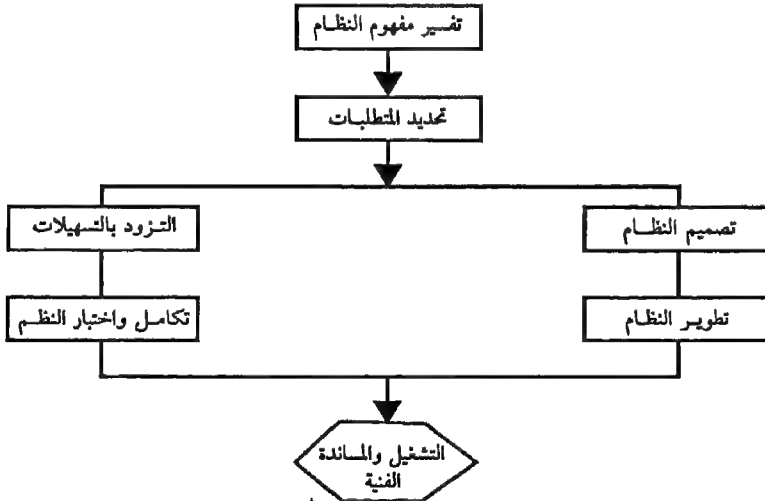 تفسير مفهوم النظام
تحديد المتطلبات
تصميم النظام
التزود بالتسهيلات
تطوير النظام
تكامل واختبار النظم
التشغيل والمساندة
الفنية